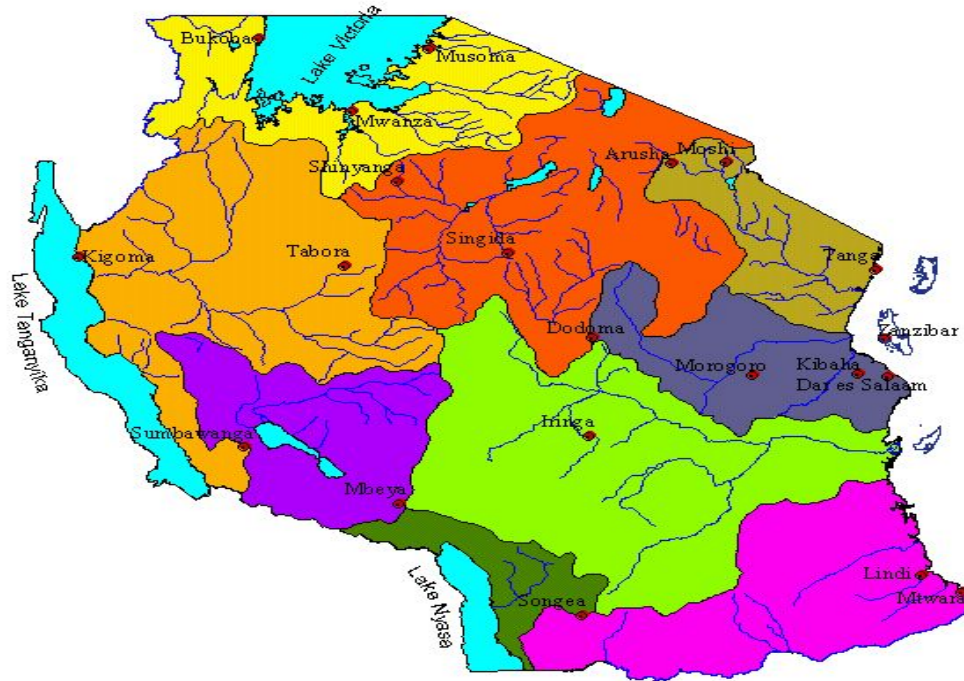 Bukoba
Lake Victoria
Musoma
Mwanza
Shinyanga
Arusha
Moshi
Kigoma
Tabora
Singida
Tanga
Lake Tanganyika
Dodoma
Zanzibar
Morogoro
Kibaha
Dar es Salaam
Sumbawanga
Iringa
Mbeya
Lake Nyasa
Songea
Lindi
Mtwara